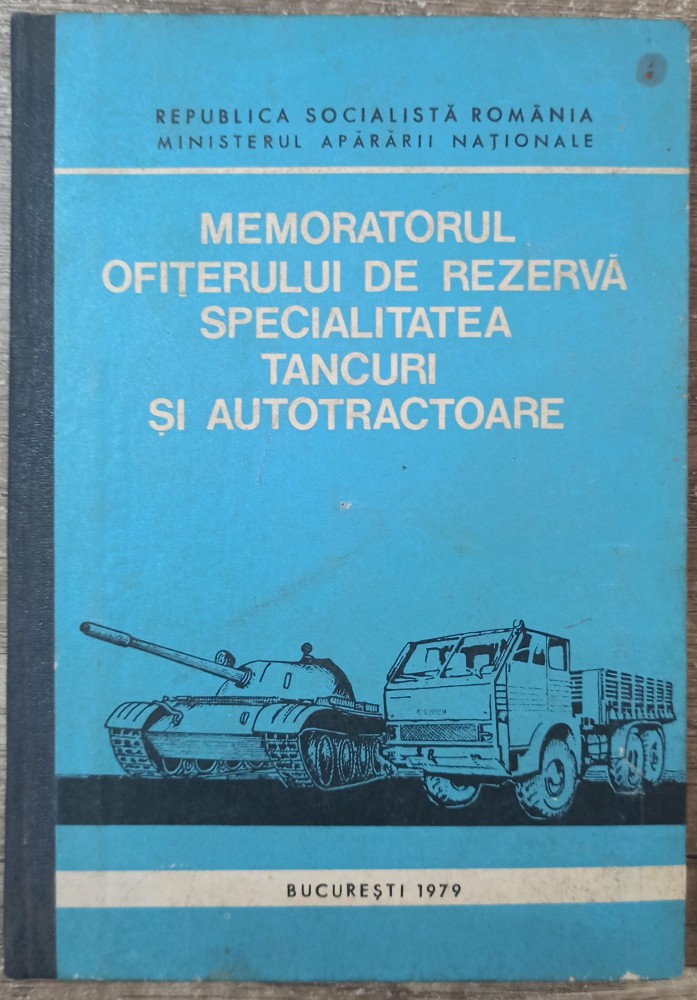 REPUBLICA SOCIALISTĂ ROMÂNIA
MINISTERUL APĂRĂRII NAȚIONALE
MEMORATORUL
OFIȚERULUI DE REZERVĂ
SPECIALITATEA
TANCURI
ȘI AUTOTRACTOARE
BUCUREȘTI 1979